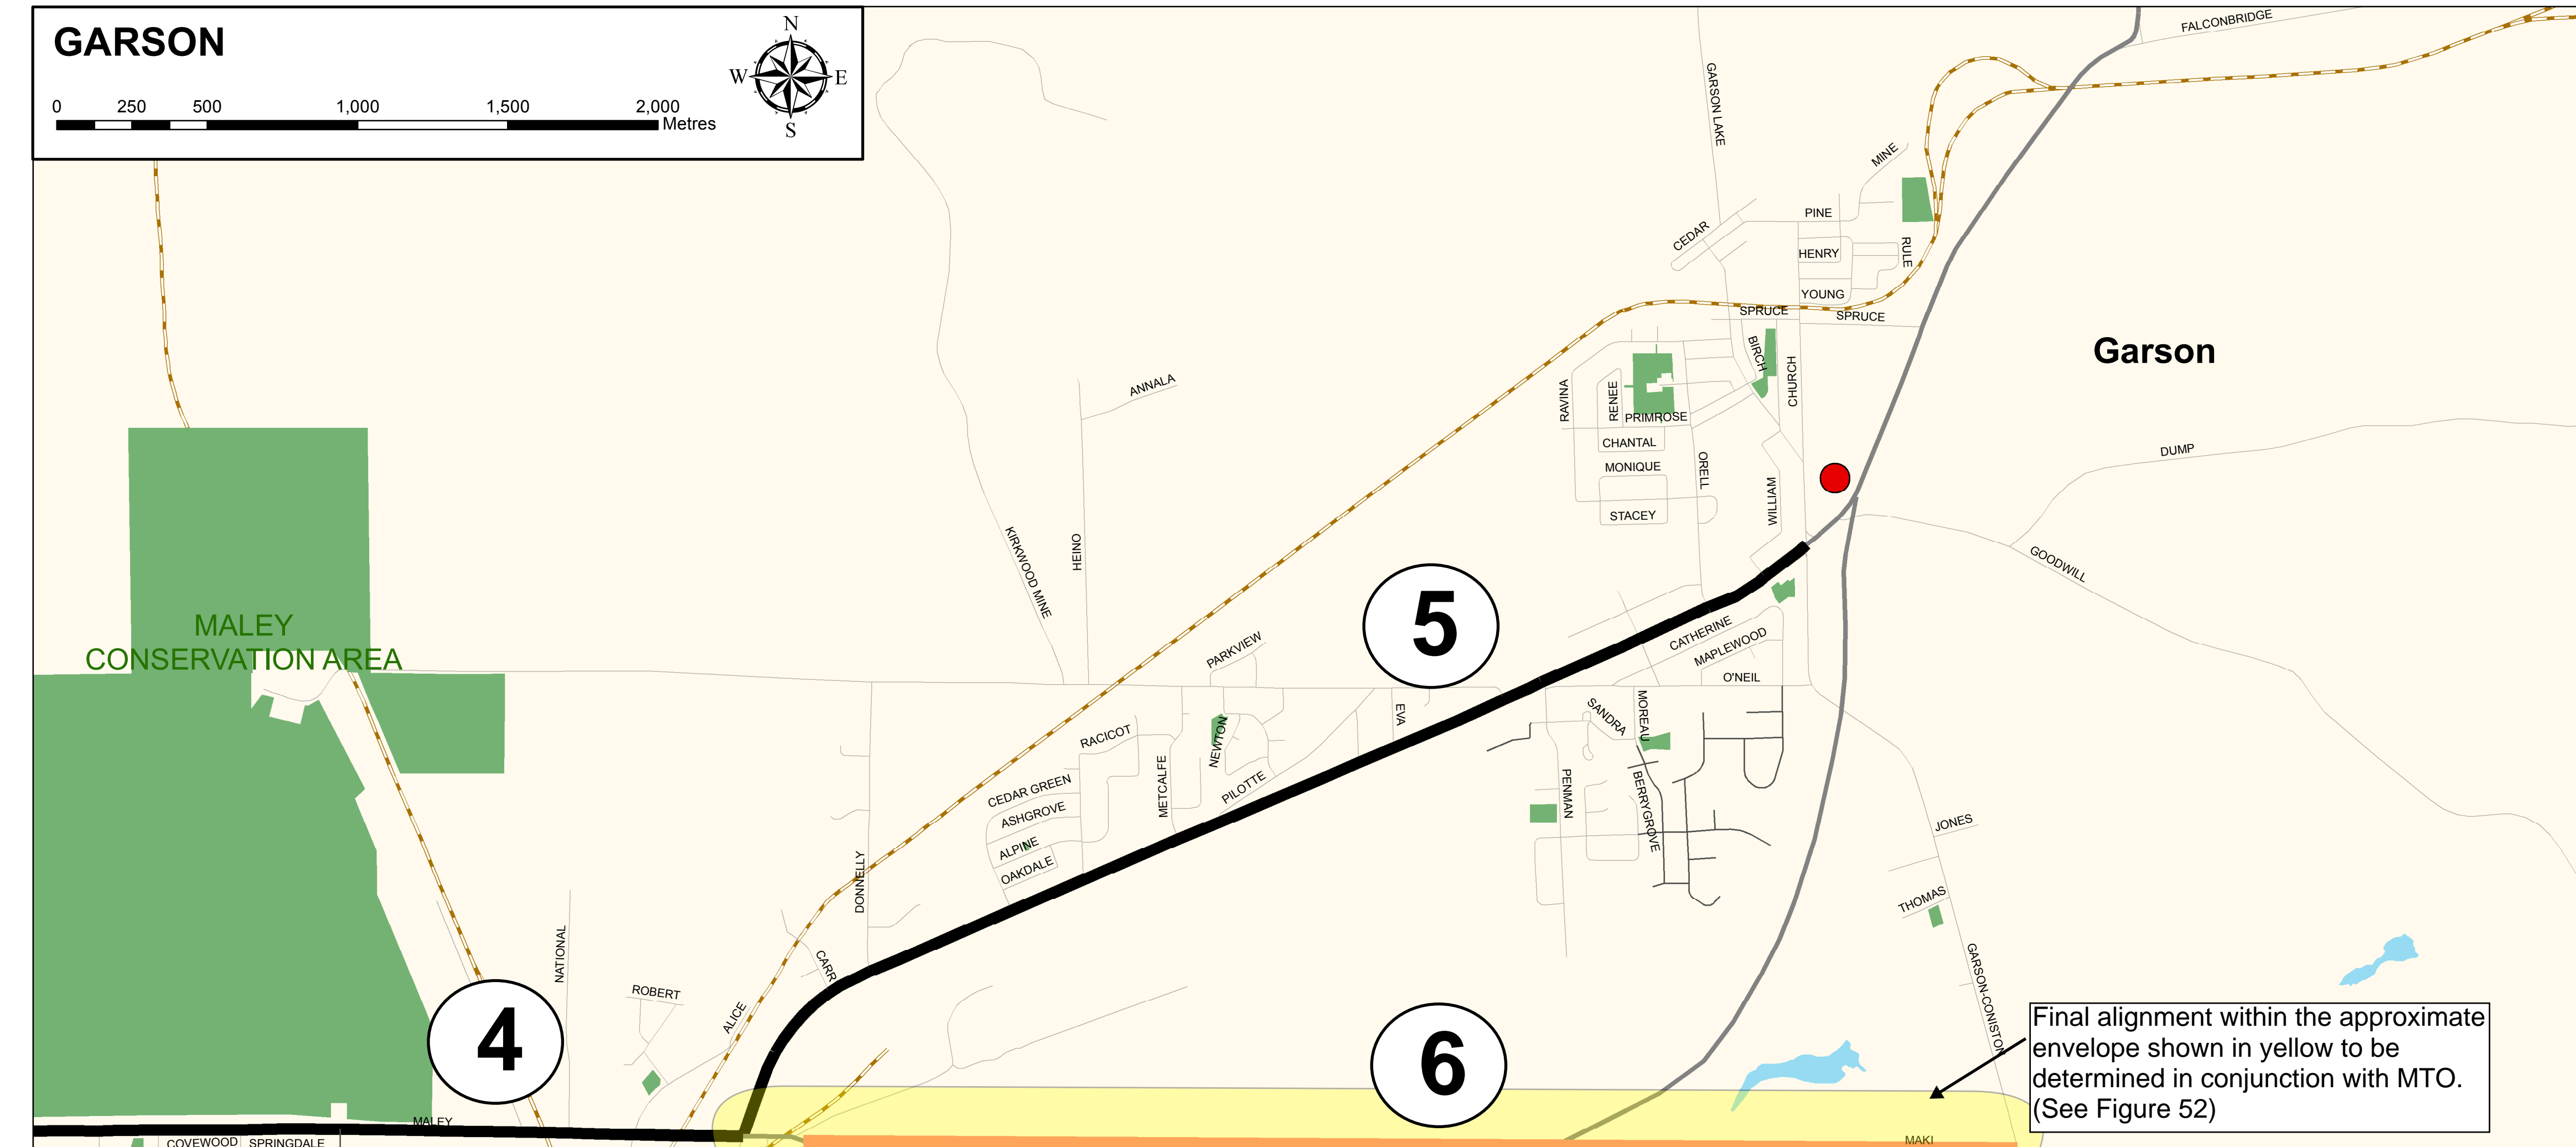 GARSON
N
W E
S
0 250 500 1,000 1,500 2,000
Metres
FALCONBRIDGE
GARSON LAKE
MINE
PINE
CEDAR
HENRY
RULE
YOUNG
SPRUCE
SPRUCE
BIRCH
CHURCH
Garson
RAVINA
RENEE
PRIMROSE
CHANTAL
MONIQUE
ORELL
STACEY
WILLIAM
DUMP
GOODWILL
ANNALA
HEINO
KIRKWOOD MINE
MALEY
CONSERVATION AREA
5
PARKVIEW
CATHERINE
MAPLEWOOD
O'NEIL
EVA
SANDRA
MOREAU
RACICOT
NEWTON
METCALFE
PILOTTE
CEDAR GREEN
ASHGROVE
ALPINE
OAKDALE
PENMAN
BERRYGROVE
JONES
THOMAS
DONNELLY
CARR
NATIONAL
ROBERT
ALICE
GARSON-CONISTON
4
6
Final alignment within the approximate
envelope shown in yellow to be
determined in conjunction with MTO.
(See Figure 52)
MALEY
COVEWOOD SPRINGDALE
MAKI